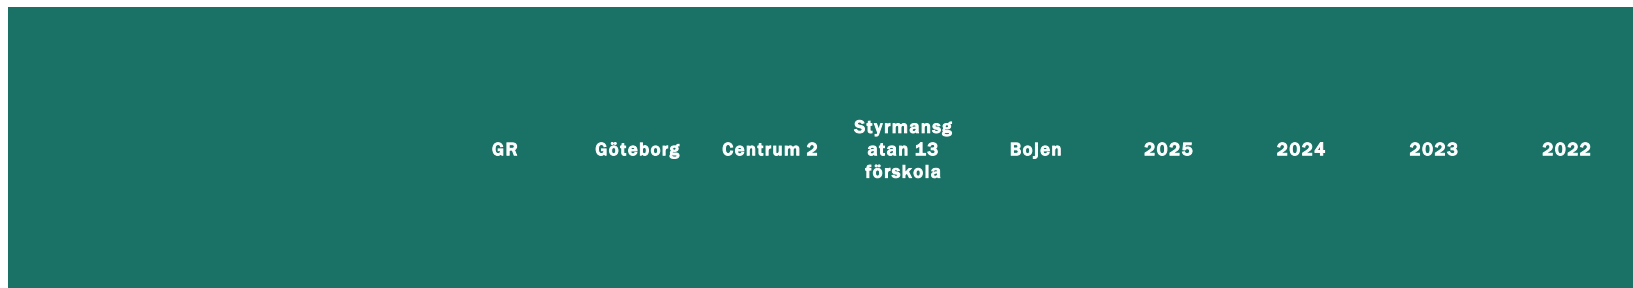 GR
Göteborg
Centrum 2
Styrmansg
atan 13
förskola
Bojen
2025
2024
2023
2022